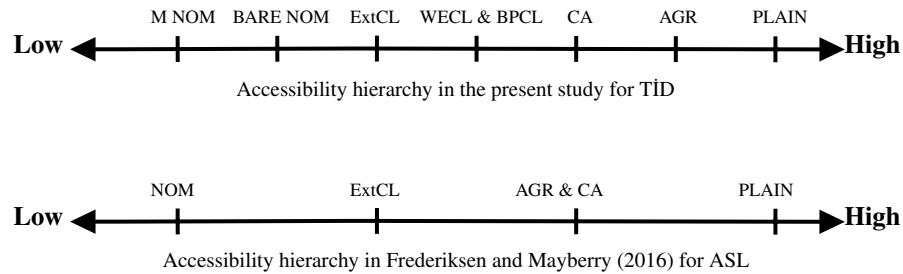 M NOM BARE NOM ExtCL WECL & BPCL CA AGR PLAIN
Low High
Accessibility hierarchy in the present study for TİD
NOM ExtCL AGR & CA PLAIN
Low High
Accessibility hierarchy in Frederiksen and Mayberry (2016) for ASL